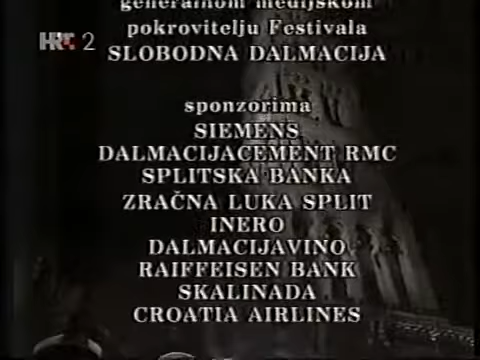 generalnom medijskom
pokrovitelju Festivala
HRT 2
SLOBODNA DALMACIJA
sponzorima
SIEMENS
DALMACIJACEMENT RMC
SPLITSKA BANKA
ZRAČNA LUKA SPLIT
INERO
DALMACIJAVINO
RAIFFEISEN BANK
SKALINADA
CROATIA AIRLINES